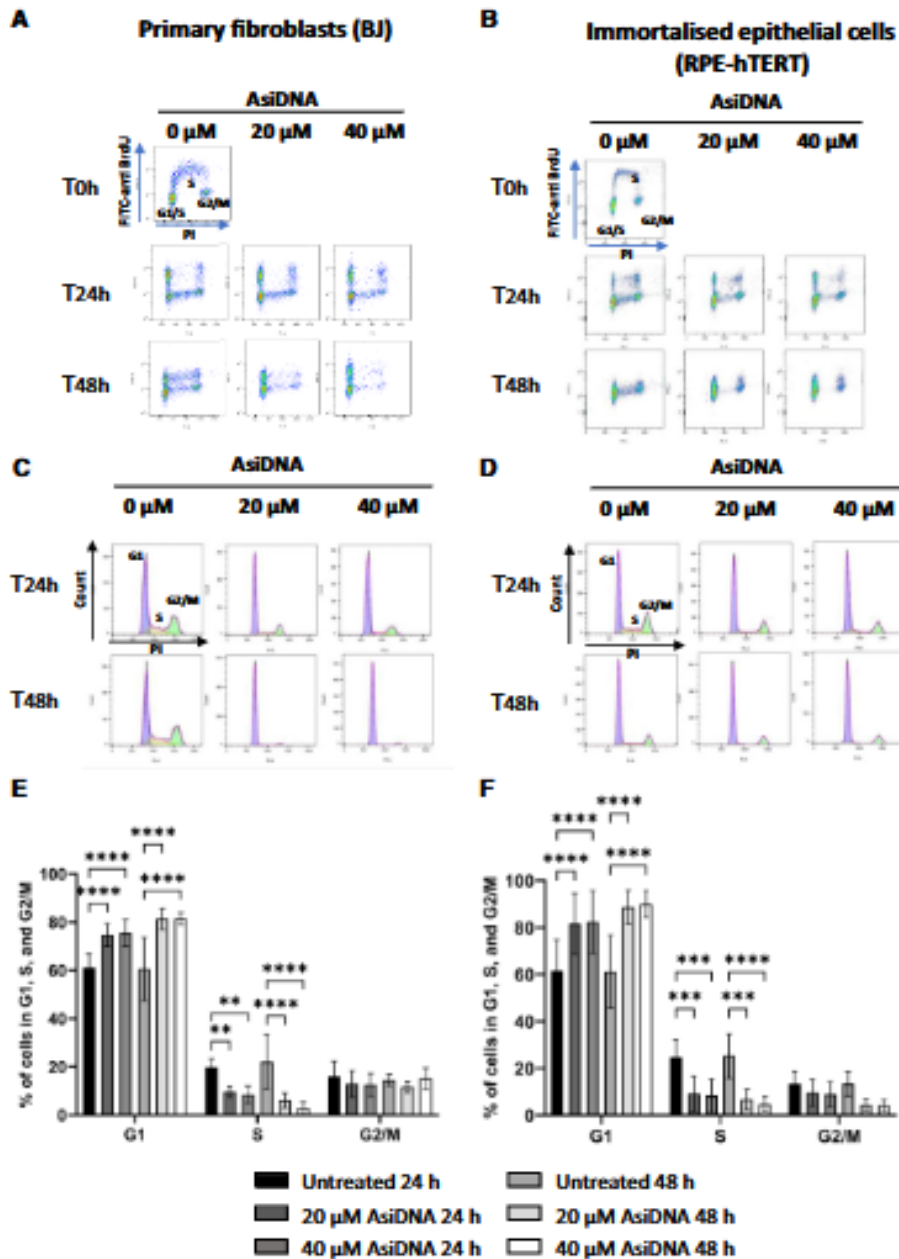 A
Primary fibroblasts (BJ)
AsiDNA
0 µM 20 µM 40 µM
FITC-anti BrdU
T0h
S
G1/S
G2/M
PI
T24h
T48h
B
Immortalised epithelial cells
(RPE-hTERT)
AsiDNA
0 µM 20 µM 40 µM
FITC-anti BrdU
T0h
S
G1/S
G2/M
PI
T24h
T48h
C
AsiDNA
0 µM 20 µM 40 µM
T24h
Count
G1
S
G2/M
PI
T48h
D
AsiDNA
0 µM 20 µM 40 µM
T24h
Count
G1
S
G2/M
PI
T48h
E
% of cells in G1, S, and G2/M
100
80
60
40
20
0
**** **** **** ****
** ** **** ****
G1 S G2/M
F
% of cells in G1, S, and G2/M
100
80
60
40
20
0
**** **** **** ****
*** *** **** ***
G1 S G2/M
Untreated 24 h
20 µM AsiDNA 24 h
40 µM AsiDNA 24 h
Untreated 48 h
20 µM AsiDNA 48 h
40 µM AsiDNA 48 h